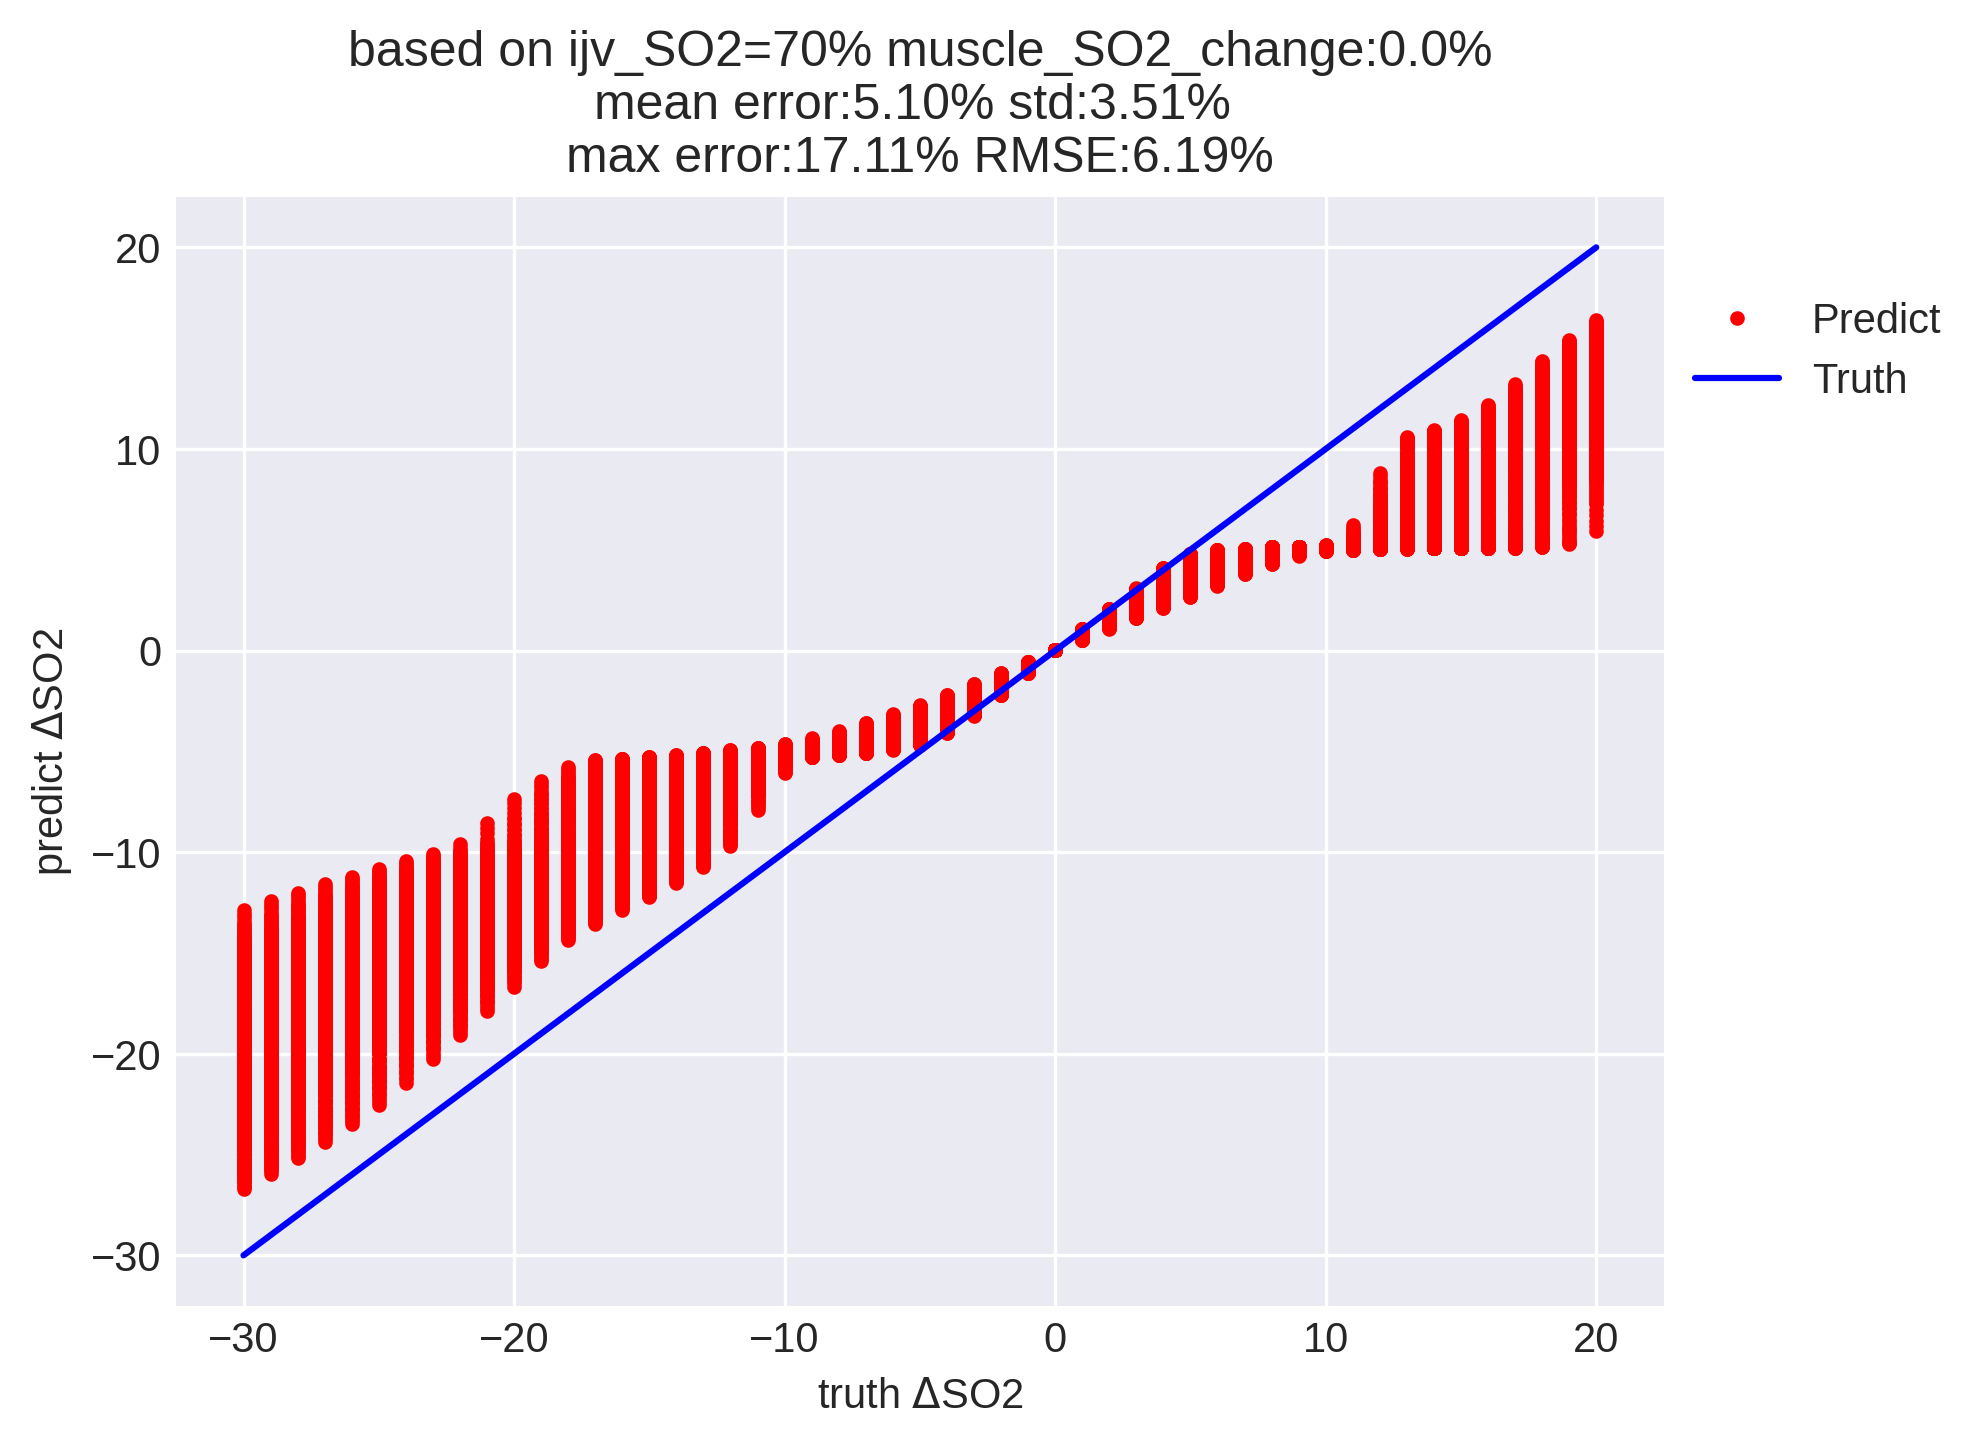 based on ijv_SO2=70% muscle_SO2_change:0.0%
mean error:5.10% std:3.51%
max error:17.11% RMSE:6.19%
20
10
0
−10
−20
−30
predict ΔSO2
−30
−20
−10
0
10
20
truth ΔSO2
Predict
Truth